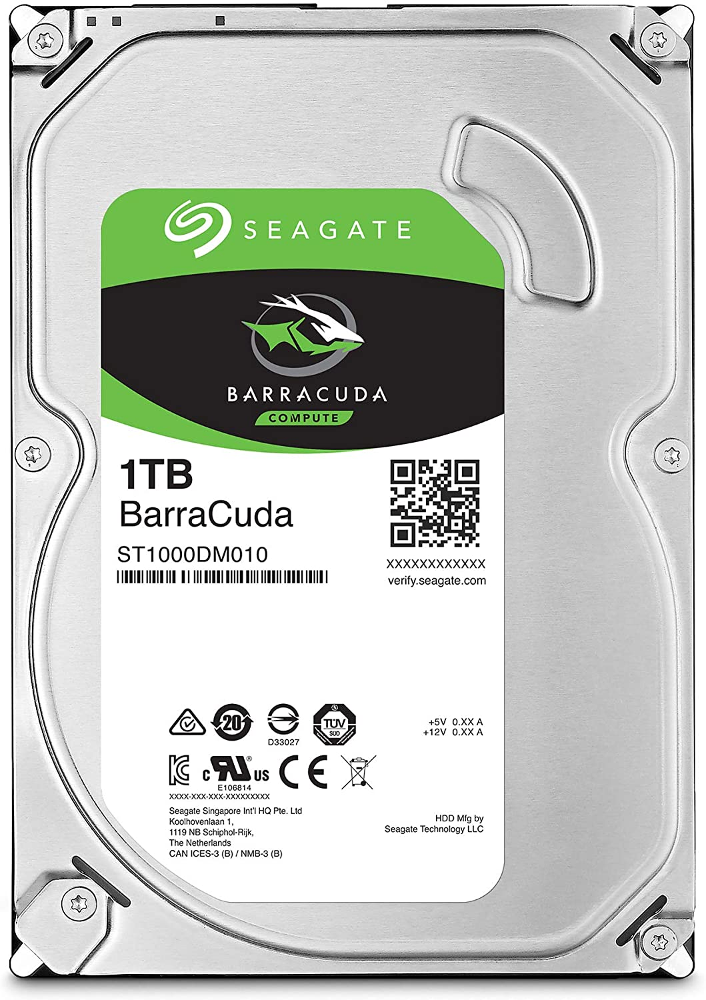 SEAGATE
BARRACUDA
COMPUTE
1TB
BarraCuda
ST1000DM010
XXXXXXXXXXXX
verify.seagate.com
20
D33027
TÜV
SÜD
+5V 0.XX A
+12V 0.XX A
c RU® US
E106814
CE
XXXX-XXX-XXX-XXXXXXXXX
Seagate Singapore Int'l HQ Pte. Ltd
Koolhovenlaan 1,
1119 NB Schiphol-Rijk,
The Netherlands
CAN ICES-3 (B) / NMB-3 (B)
HDD Mfg by
Seagate Technology LLC